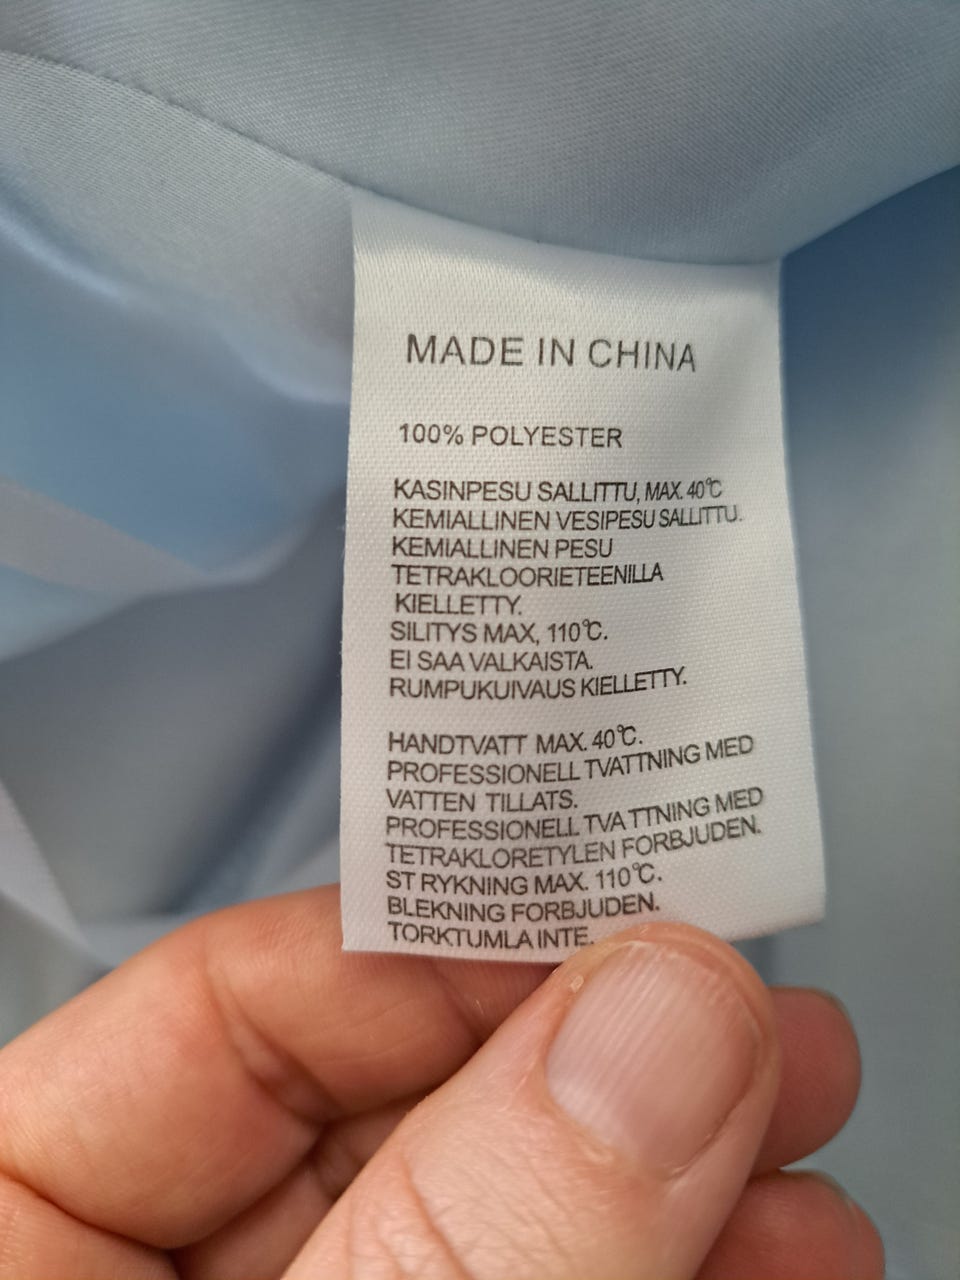 MADE IN CHINA
100% POLYESTER
KASINPESU SALLITTU, MAX. 40℃
KEMIALLINEN VESIPESU SALLITTU.
KEMIALLINEN PESU
TETRAKLOORIETEENILLA
KIELLETTY.
SILITYS MAX, 110℃.
EI SAA VALKAISTA.
RUMPUKUIVAUS KIELLETTY.
HANDTVATT MAX. 40℃.
PROFESSIONELL TVATTNING MED
VATTEN TILLATS.
PROFESSIONELL TVA TTNING MED
TETRAKLORETYLEN FORBJUDEN.
ST RYKNING MAX. 110℃.
BLEKNING FORBJUDEN.
TORKTUMLA INTE.